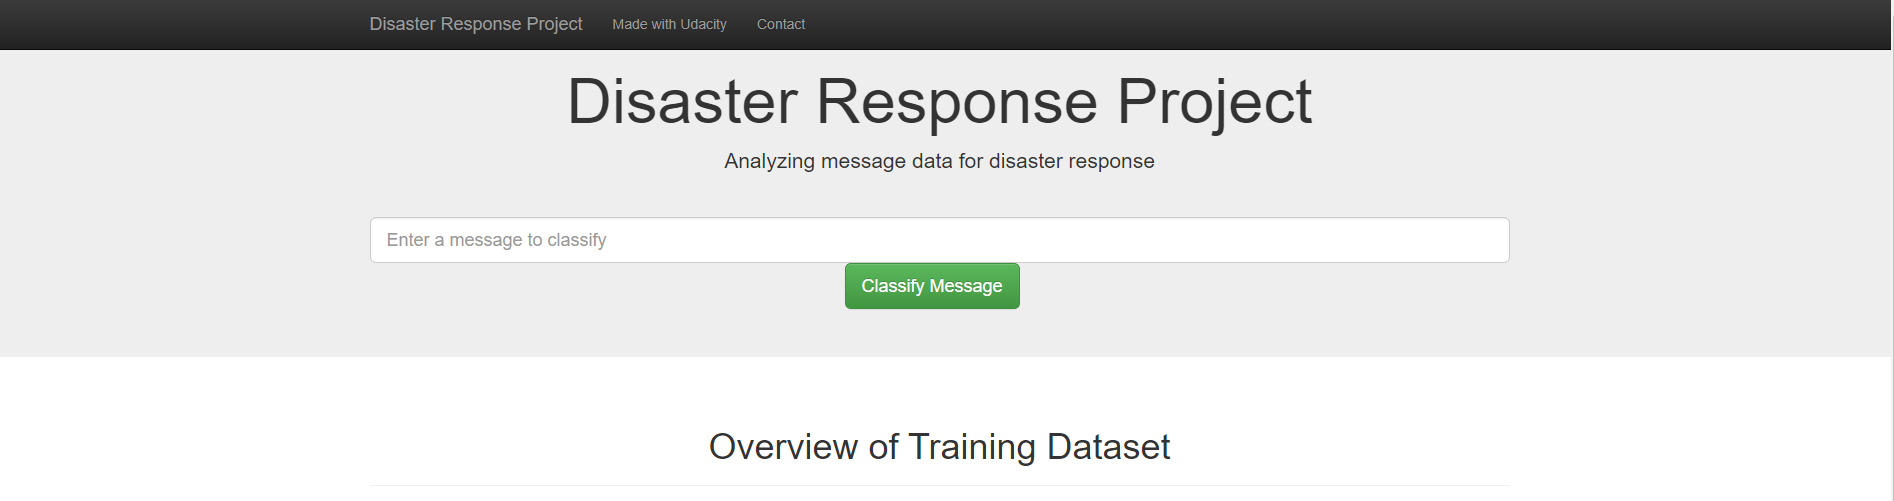 Disaster Response Project Made with Udacity Contact
Disaster Response Project
Analyzing message data for disaster response
Enter a message to classify
Classify Message
Overview of Training Dataset